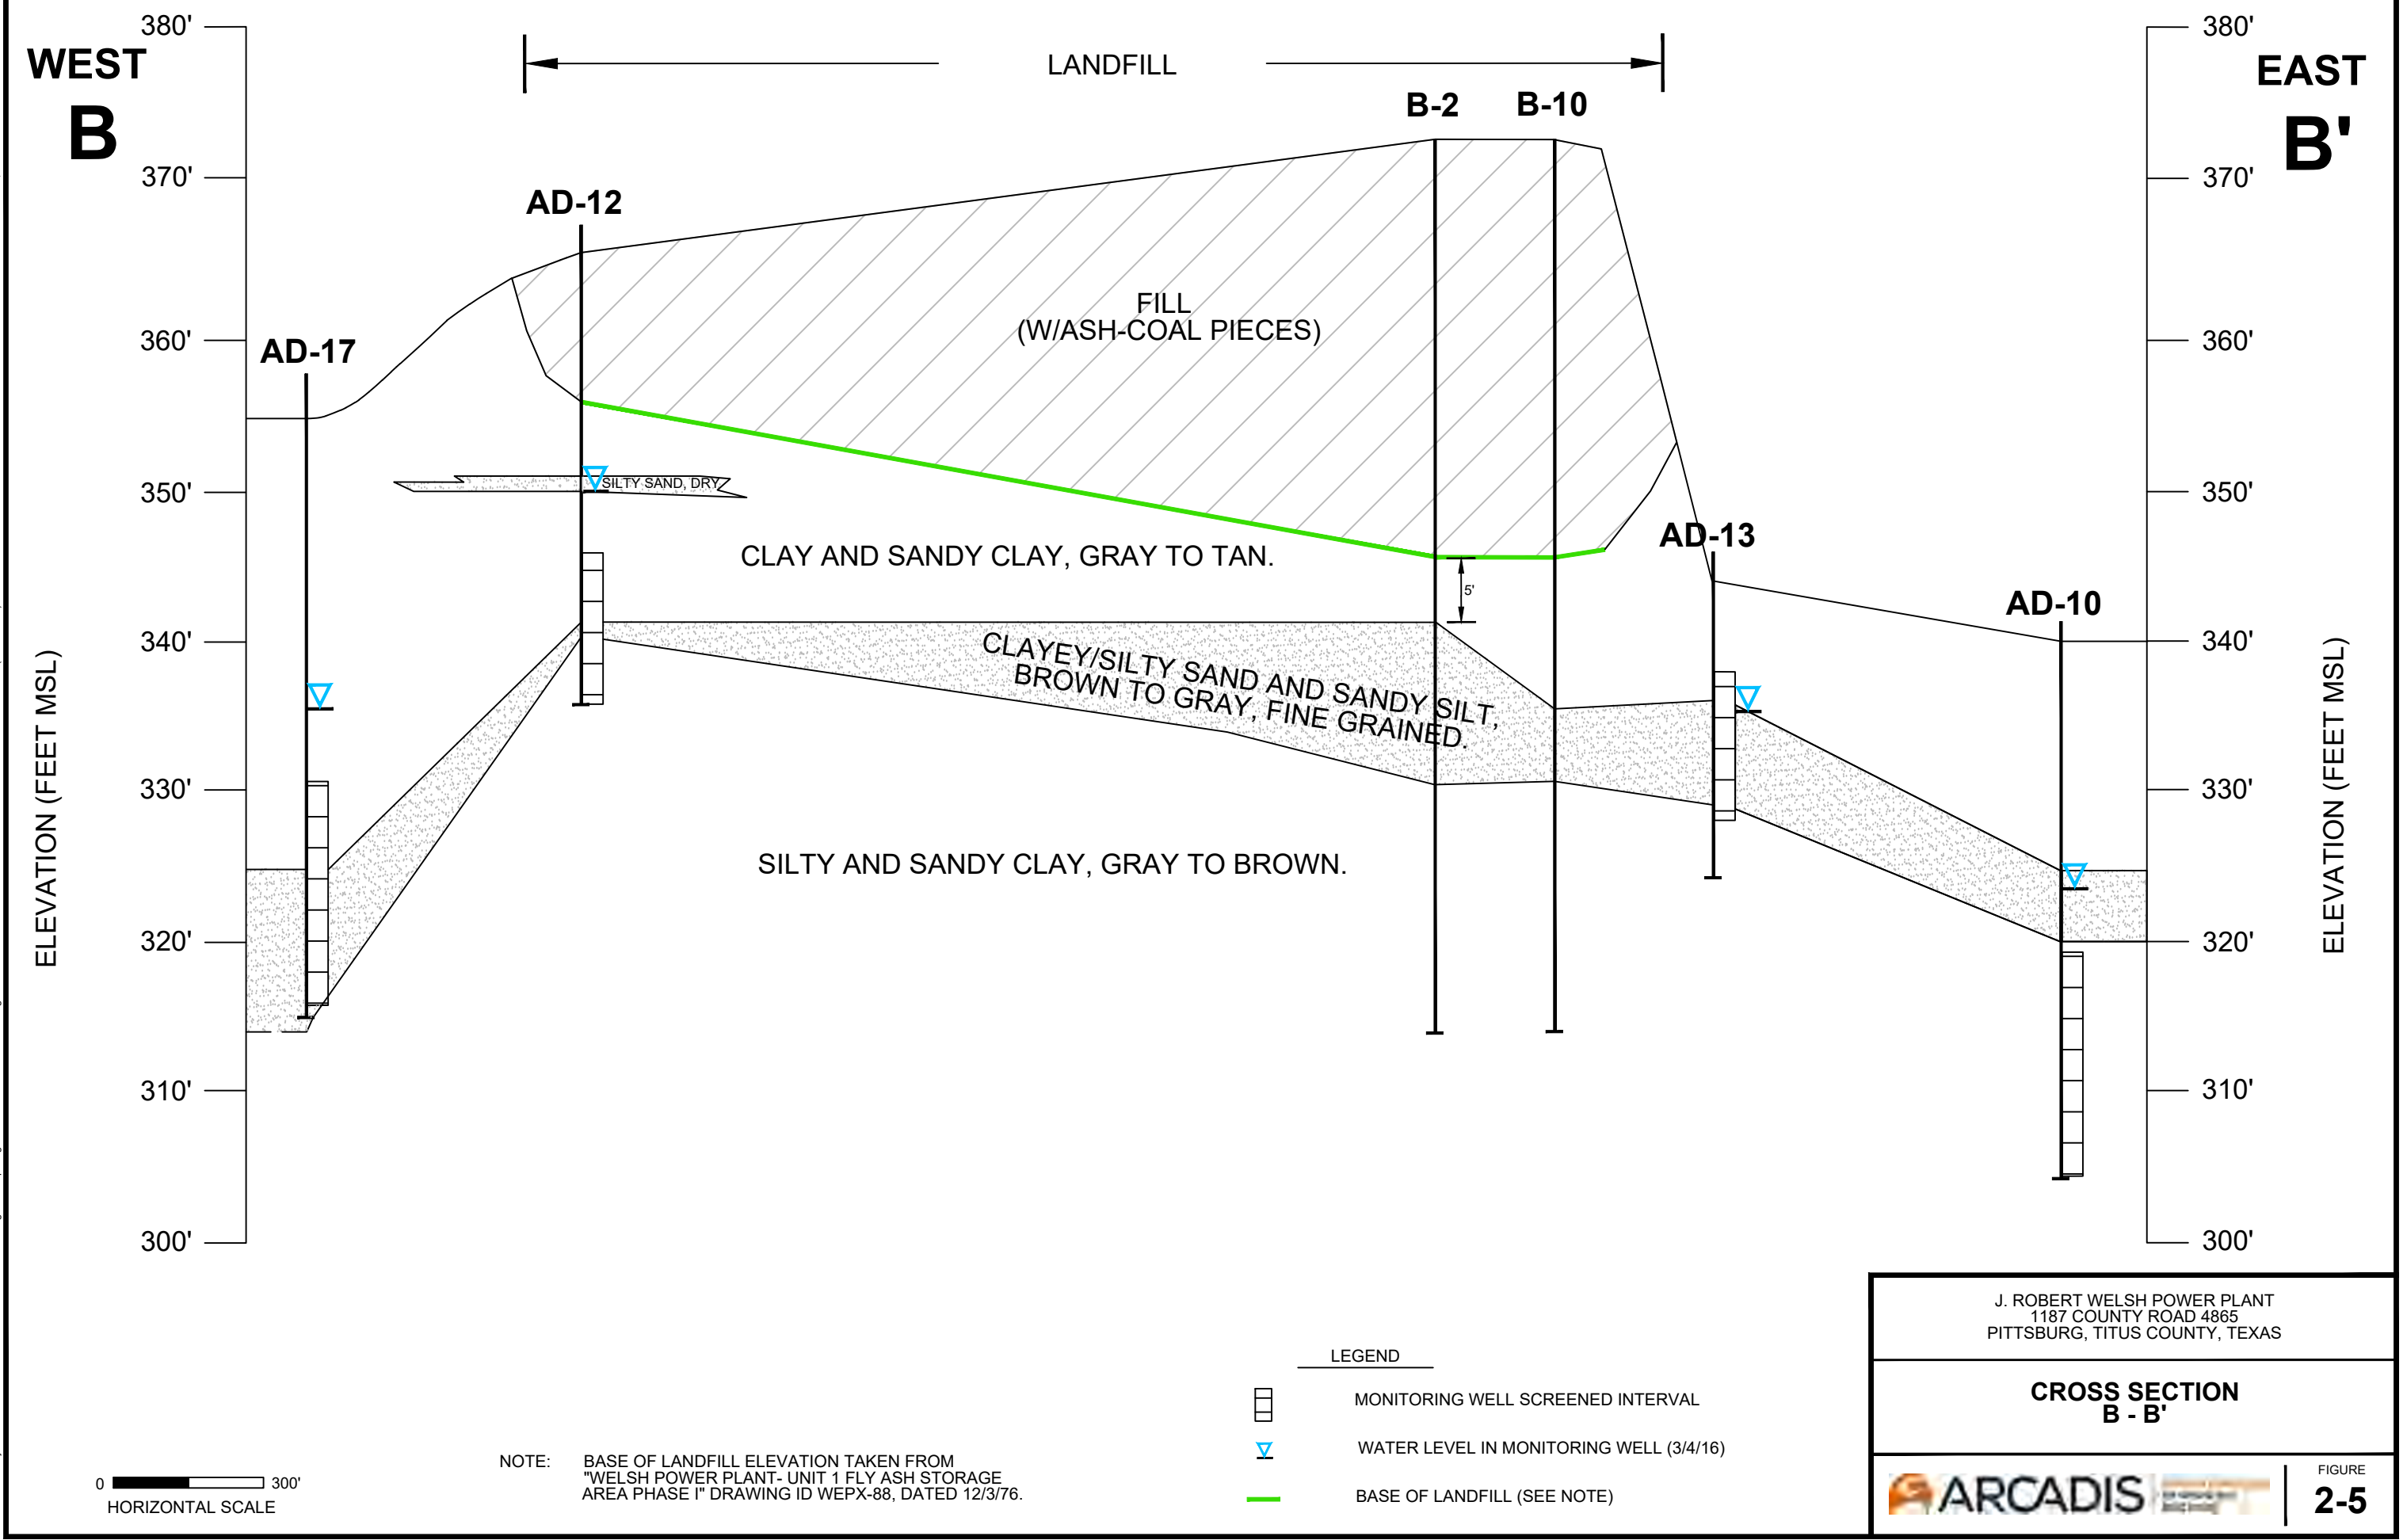 WEST
B
EAST
B'
380'
370'
360'
350'
340'
330'
320'
310'
300'
ELEVATION (FEET MSL)
380'
370'
360'
350'
340'
330'
320'
310'
300'
ELEVATION (FEET MSL)
LANDFILL
B-2
B-10
AD-12
AD-17
AD-13
AD-10
FILL
(W/ASH-COAL PIECES)
SILTY SAND, DRY
CLAY AND SANDY CLAY, GRAY TO TAN.
5'
CLAYEY/SILTY SAND AND SANDY SILT,
BROWN TO GRAY, FINE GRAINED.
SILTY AND SANDY CLAY, GRAY TO BROWN.
0 300'
HORIZONTAL SCALE
NOTE: BASE OF LANDFILL ELEVATION TAKEN FROM
"WELSH POWER PLANT- UNIT 1 FLY ASH STORAGE
AREA PHASE I" DRAWING ID WEPX-88, DATED 12/3/76.
LEGEND
MONITORING WELL SCREENED INTERVAL
WATER LEVEL IN MONITORING WELL (3/4/16)
BASE OF LANDFILL (SEE NOTE)
J. ROBERT WELSH POWER PLANT
1187 COUNTY ROAD 4865
PITTSBURG, TITUS COUNTY, TEXAS
CROSS SECTION
B - B'
ARCADIS
FIGURE
2-5